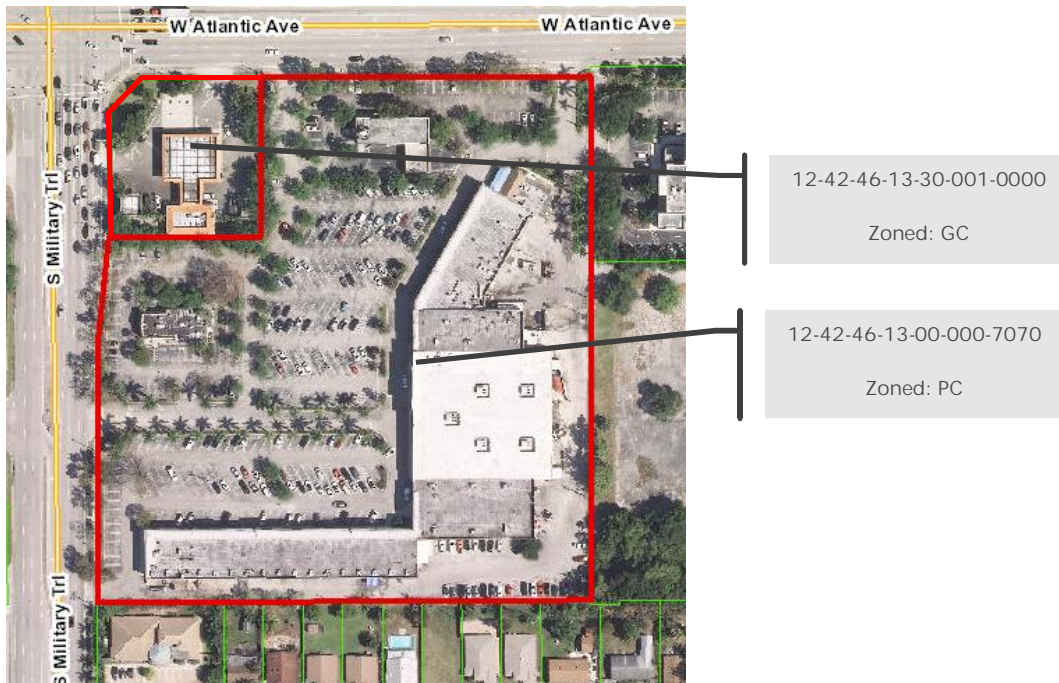 W Atlantic Ave
W Atlantic Ave
S Military Trl
S Military Trl
12-42-46-13-30-001-0000
Zoned: GC
12-42-46-13-00-000-7070
Zoned: PC